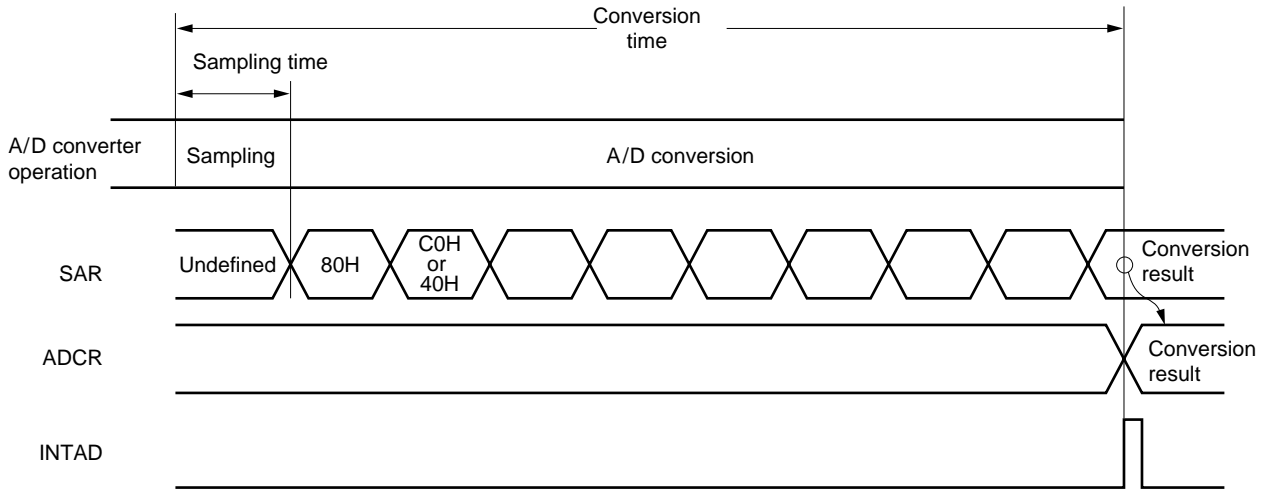 Conversion
time
Sampling time
A/D converter
operation
Sampling
A/D conversion
SAR
Undefined
80H
C0H
or
40H
Conversion
result
ADCR
Conversion
result
INTAD